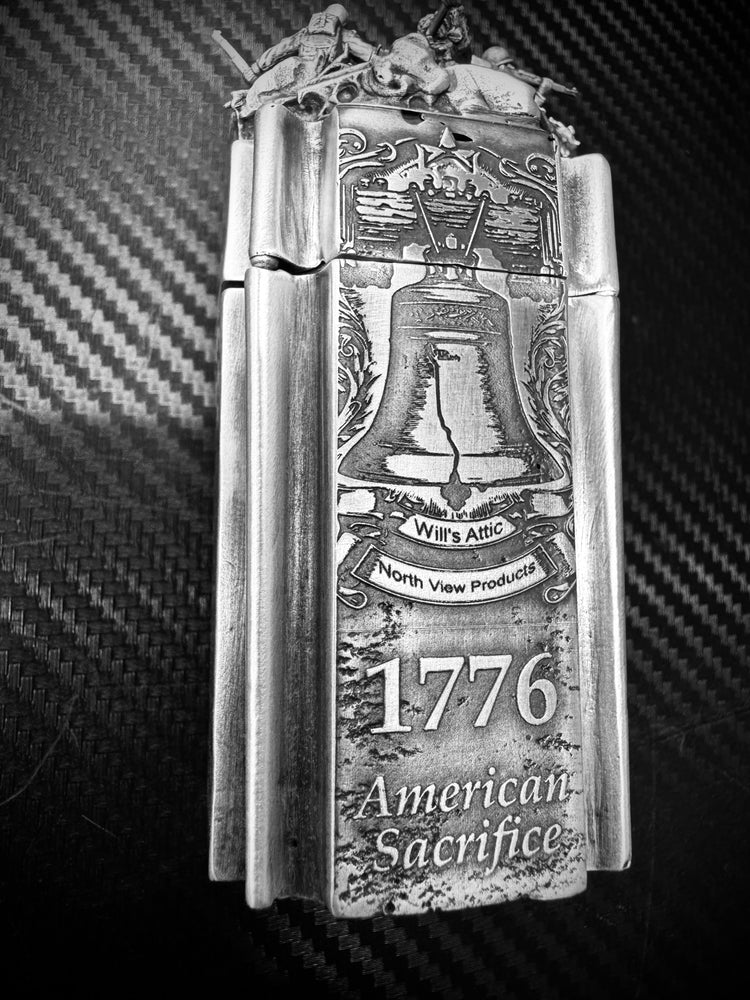 Will's Attic
North View Products
1776
American
Sacrifice